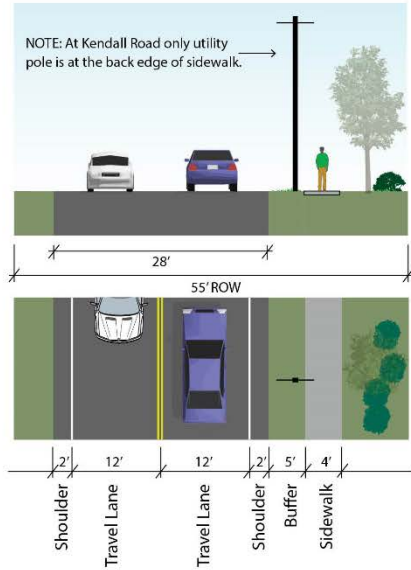 NOTE: At Kendall Road only utility
pole is at the back edge of sidewalk.
28'
55' ROW
2'
12'
12'
2'
5'
4'
Shoulder
Travel Lane
Travel Lane
Shoulder
Buffer
Sidewalk